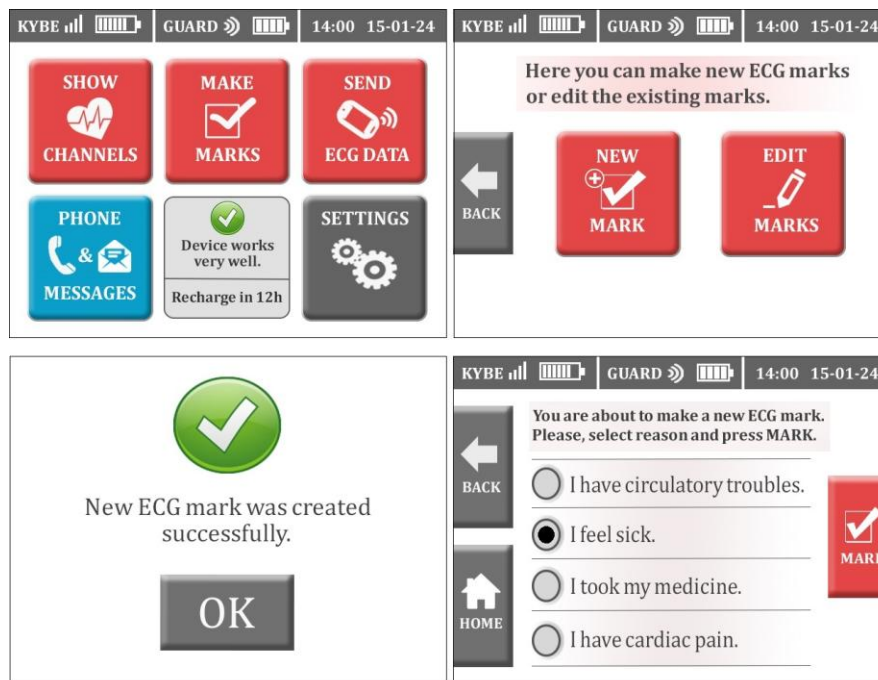 KYBE GUARD 14:00 15-01-24
SHOW
CHANNELS
MAKE
MARKS
SEND
ECG DATA
PHONE
&
MESSAGES
Device works
very well.
Recharge in 12h
SETTINGS
KYBE GUARD 14:00 15-01-24
Here you can make new ECG marks
or edit the existing marks.
BACK
NEW
MARK
EDIT
MARKS
New ECG mark was created
successfully.
OK
KYBE GUARD 14:00 15-01-24
You are about to make a new ECG mark.
Please, select reason and press MARK.
BACK
I have circulatory troubles.
I feel sick.
MARK
I took my medicine.
HOME
I have cardiac pain.